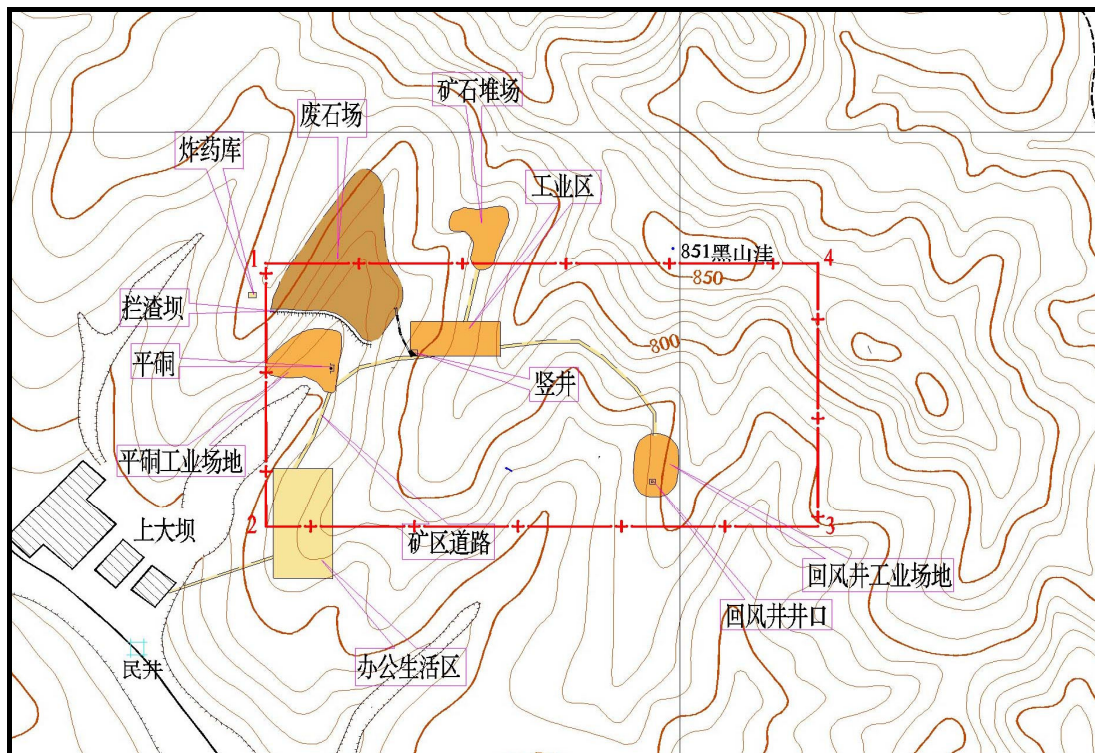 矿石堆场
废石场
炸药库
工业区
1
851黑山洼
4
850
拦渣坝
800
平硐
竖井
平硐工业场地
2
上大坝
矿区道路
3
回风井工业场地
回风井井口
民井
办公生活区